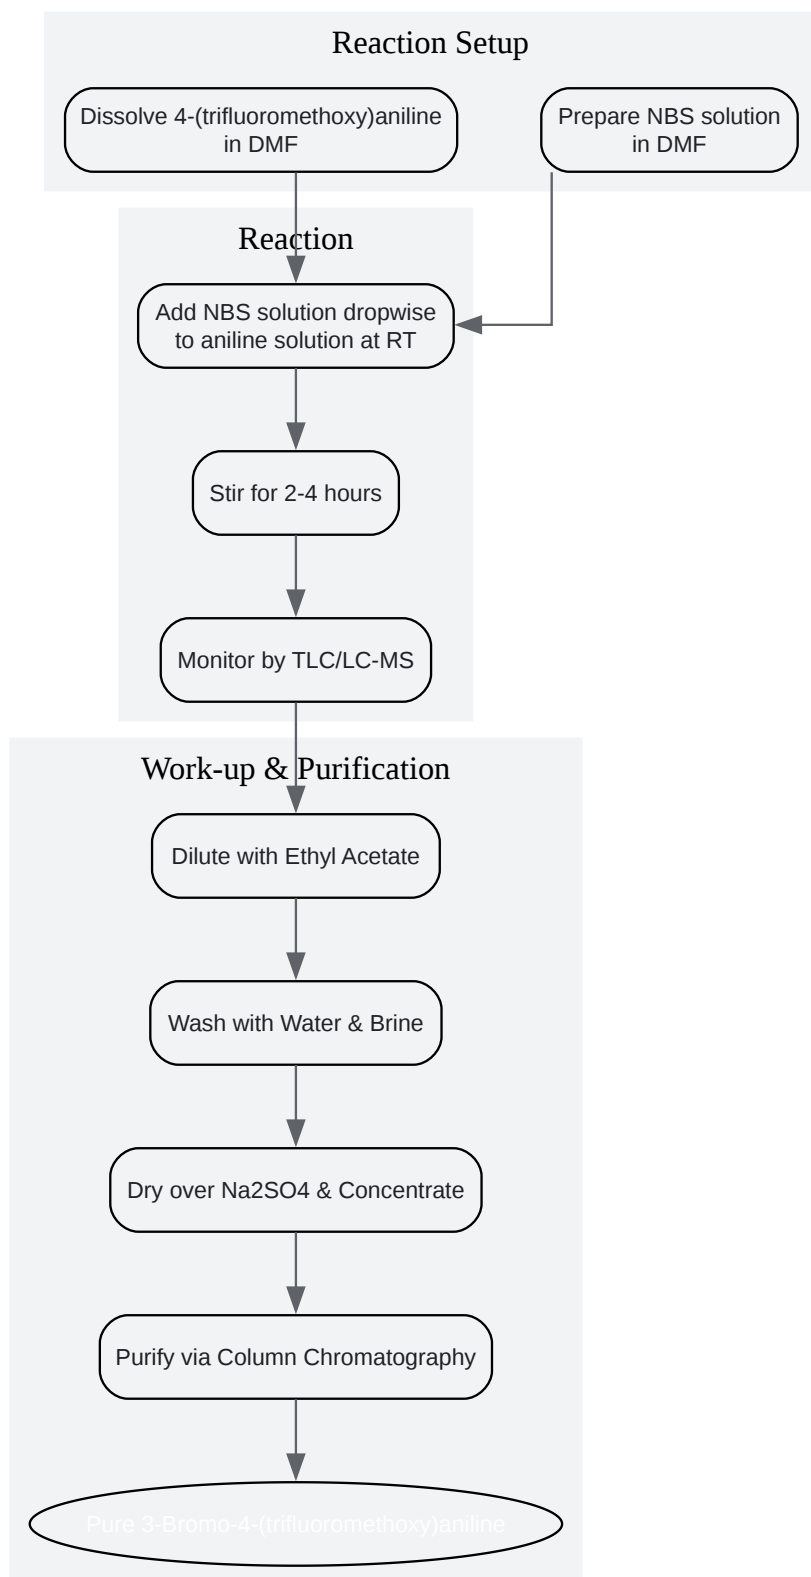 Reaction Setup
Dissolve 4-(trifluoromethoxy)aniline
in DMF
Prepare NBS solution
in DMF
Reaction
Add NBS solution dropwise
to aniline solution at RT
Stir for 2-4 hours
Monitor by TLC/LC-MS
Work-up & Purification
Dilute with Ethyl Acetate
Wash with Water & Brine
Dry over Na2SO4 & Concentrate
Purify via Column Chromatography
Pure 3-Bromo-4-(trifluoromethoxy)aniline